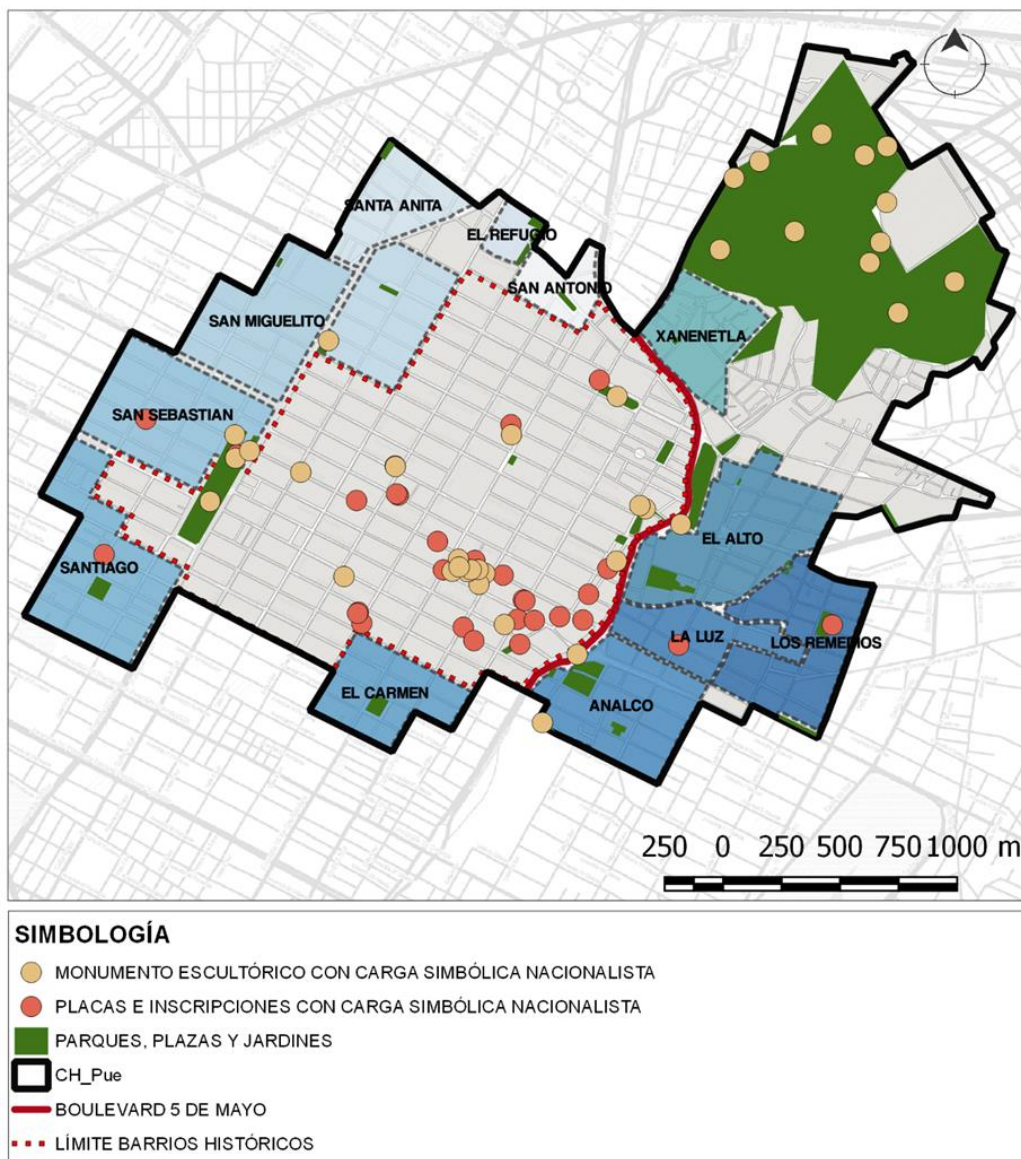 SANTA ANITA
EL REFUGIO
SAN ANTONIO
SAN MIGUELITO
XANENETLA
SAN SEBASTIAN
EL ALTO
SANTIAGO
LA LUZ
LOS REMEDIOS
EL CARMEN
ANALCO
250 0 250 500 750 1000 m
SIMBOLOGÍA
MONUMENTO ESCULTÓRICO CON CARGA SIMBÓLICA NACIONALISTA
PLACAS E INSCRIPCIONES CON CARGA SIMBÓLICA NACIONALISTA
PARQUES, PLAZAS Y JARDINES
CH_Pue
BOULEVARD 5 DE MAYO
LÍMITE BARRIOS HISTÓRICOS